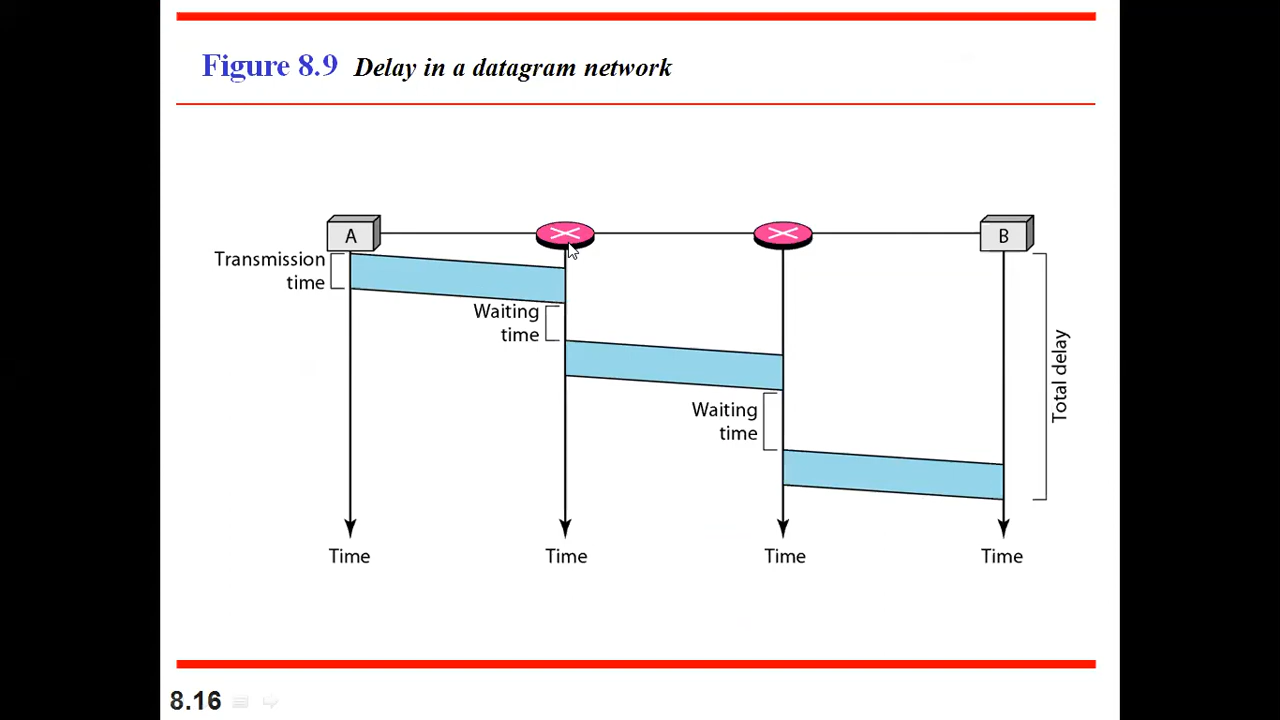 Figure 8.9 Delay in a datagram network
A
B
Transmission
time
Waiting
time
Waiting
time
Total delay
Time
Time
Time
Time
8.16